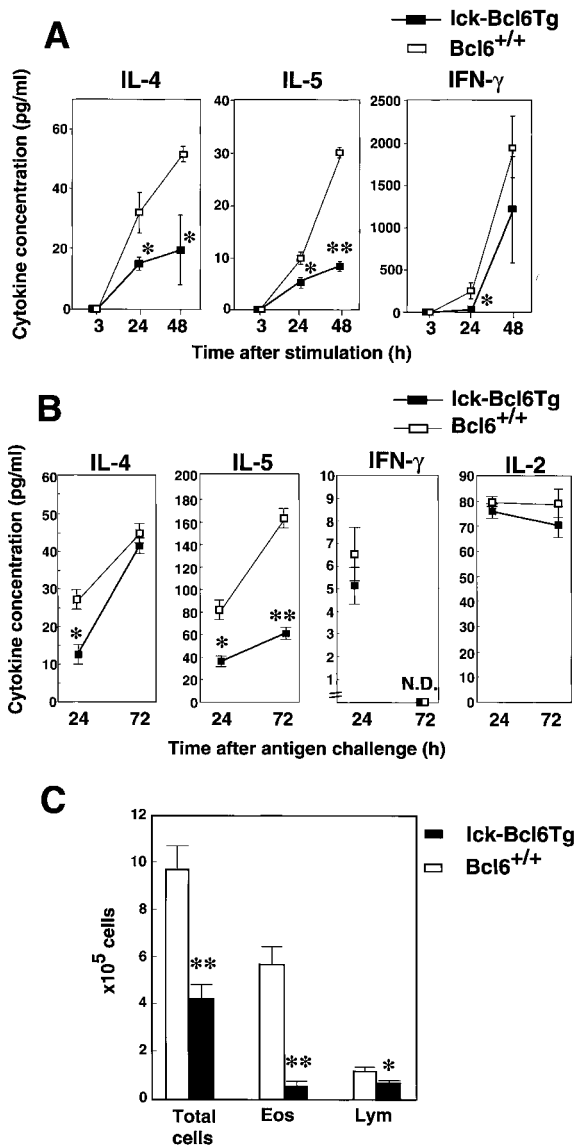 A
lck-Bcl6Tg
Bcl6+/+
IL-4 IL-5 IFN-γ
Cytokine concentration (pg/ml)
60
40
20
0
3 24 48
* *
40
30
20
10
0
3 24 48
* **
2500
2000
1500
1000
500
0
3 24 48
*
Time after stimulation (h)
B
lck-Bcl6Tg
Bcl6+/+
IL-4 IL-5 IFN-γ IL-2
Cytokine concentration (pg/ml)
60
50
40
30
20
10
0
24 72
*
200
180
160
140
120
100
80
60
40
20
0
24 72
* **
10
9
8
7
6
5
4
3
2
1
N.D.
24 72
90
80
70
60
50
40
30
20
10
0
24 72
Time after antigen challenge (h)
C
lck-Bcl6Tg
Bcl6+/+
x10⁵ cells
12
10
8
6
4
2
0
** ** *
Total cells
Eos
Lym